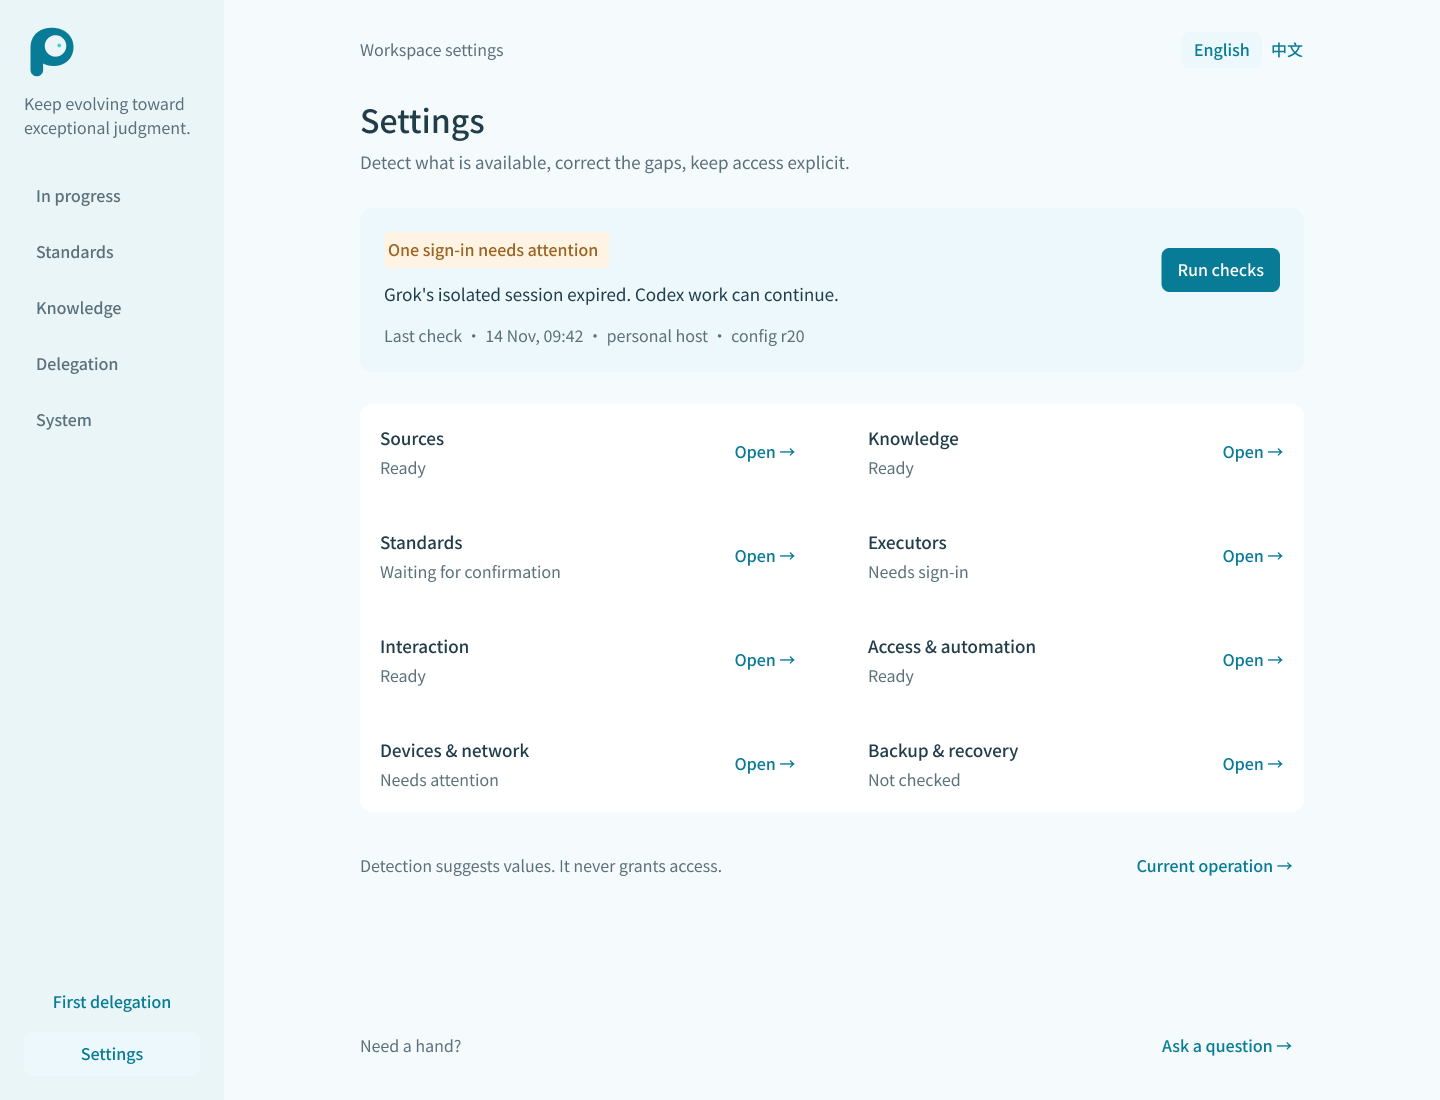 Keep evolving toward
exceptional judgment.
In progress
Standards
Knowledge
Delegation
System
First delegation
Settings
Workspace settings
English
中文
Settings
Detect what is available, correct the gaps, keep access explicit.
One sign-in needs attention
Grok's isolated session expired. Codex work can continue.
Last check • 14 Nov, 09:42 • personal host • config r20
Run checks
Sources
Ready
Open →
Knowledge
Ready
Open →
Standards
Waiting for confirmation
Open →
Executors
Needs sign-in
Open →
Interaction
Ready
Open →
Access & automation
Ready
Open →
Devices & network
Needs attention
Open →
Backup & recovery
Not checked
Open →
Detection suggests values. It never grants access.
Current operation →
Need a hand?
Ask a question →